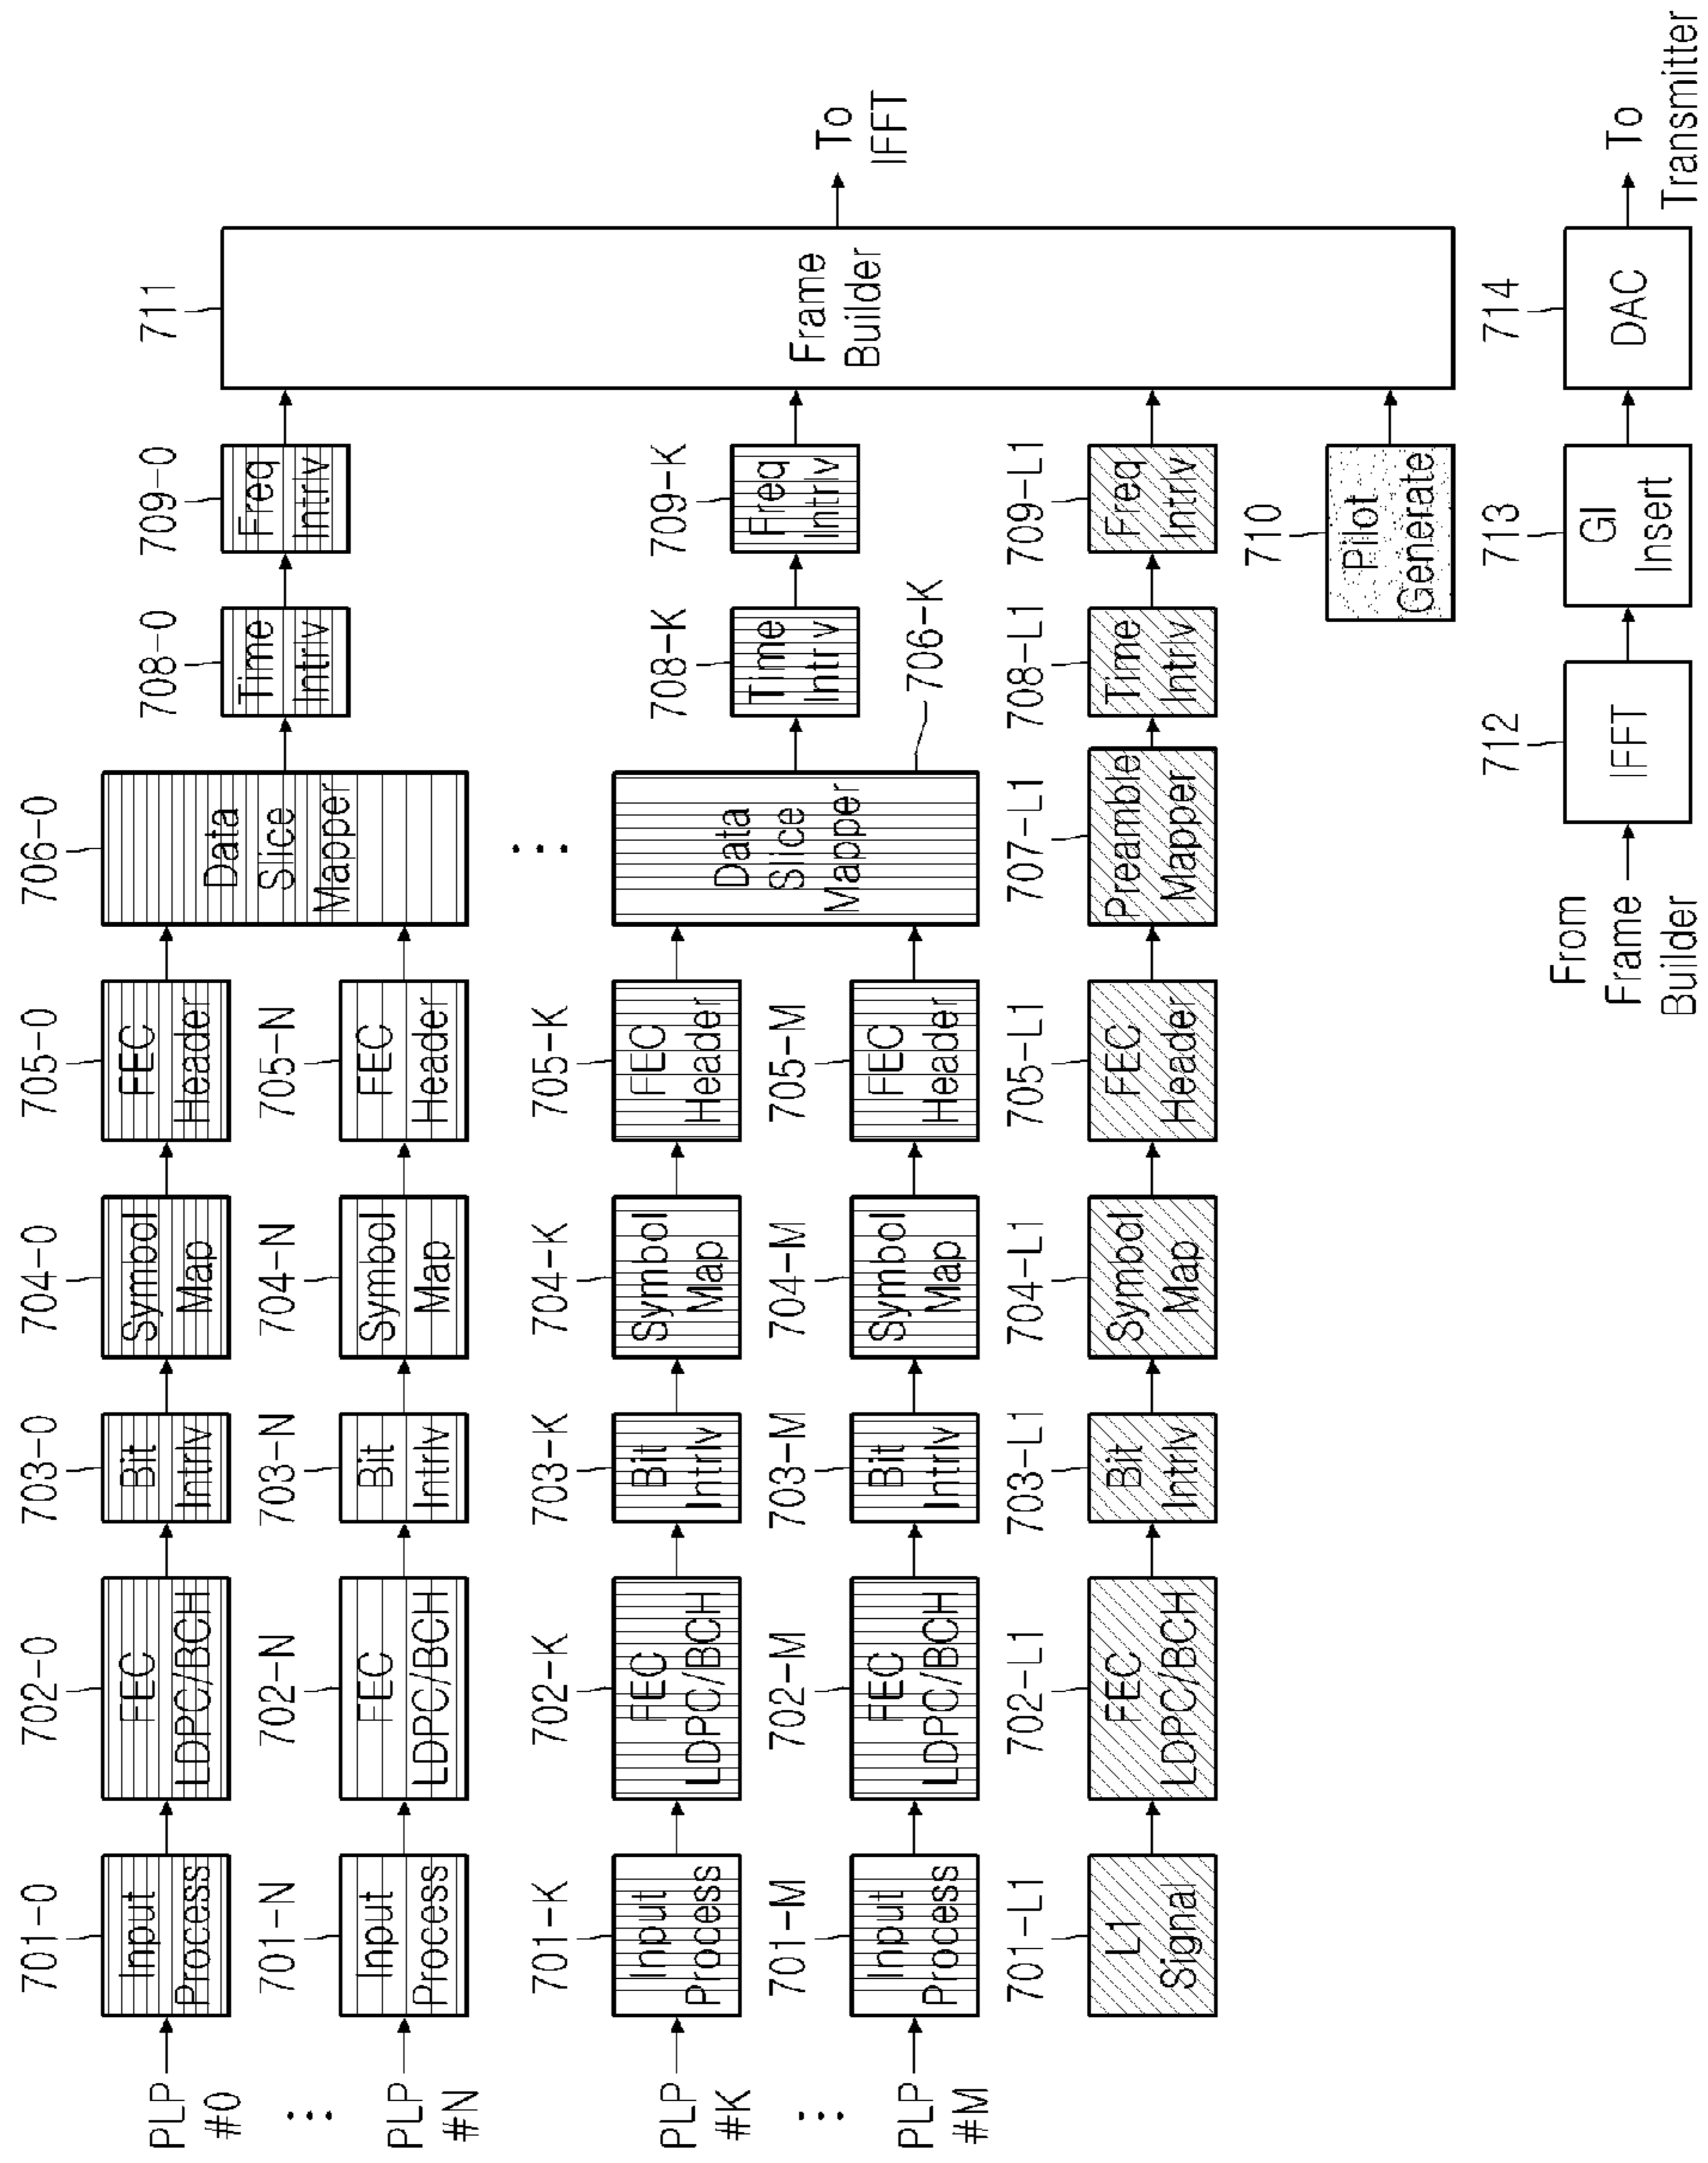 701-0
702-0
703-0
704-0
705-0
706-0
PLP
#0
Input
Process
FEC
LDPC/BCH
Bit
Intrlv
Symbol
Map
FEC
Header
Data
Slice
Mapper
708-0
709-0
711
Time
Intrlv
Freq
Intrlv
701-N
702-N
703-N
704-N
705-N
PLP
#N
Input
Process
FEC
LDPC/BCH
Bit
Intrlv
Symbol
Map
FEC
Header
701-K
702-K
703-K
704-K
705-K
PLP
#K
Input
Process
FEC
LDPC/BCH
Bit
Intrlv
Symbol
Map
FEC
Header
Data
Slice
Mapper
708-K
709-K
Time
Intrlv
Freq
Intrlv
Frame
Builder
To
IFFT
701-M
702-M
703-M
704-M
705-M
706-K
PLP
#M
Input
Process
FEC
LDPC/BCH
Bit
Intrlv
Symbol
Map
FEC
Header
701-L1
702-L1
703-L1
704-L1
705-L1
707-L1
708-L1
709-L1
L1
Signal
FEC
LDPC/BCH
Bit
Intrlv
Symbol
Map
FEC
Header
Preamble
Mapper
Time
Intrlv
Freq
Intrlv
710
Pilot
Generate
712
713
714
From
Frame
Builder
IFFT
GI
Insert
DAC
To
Transmitter